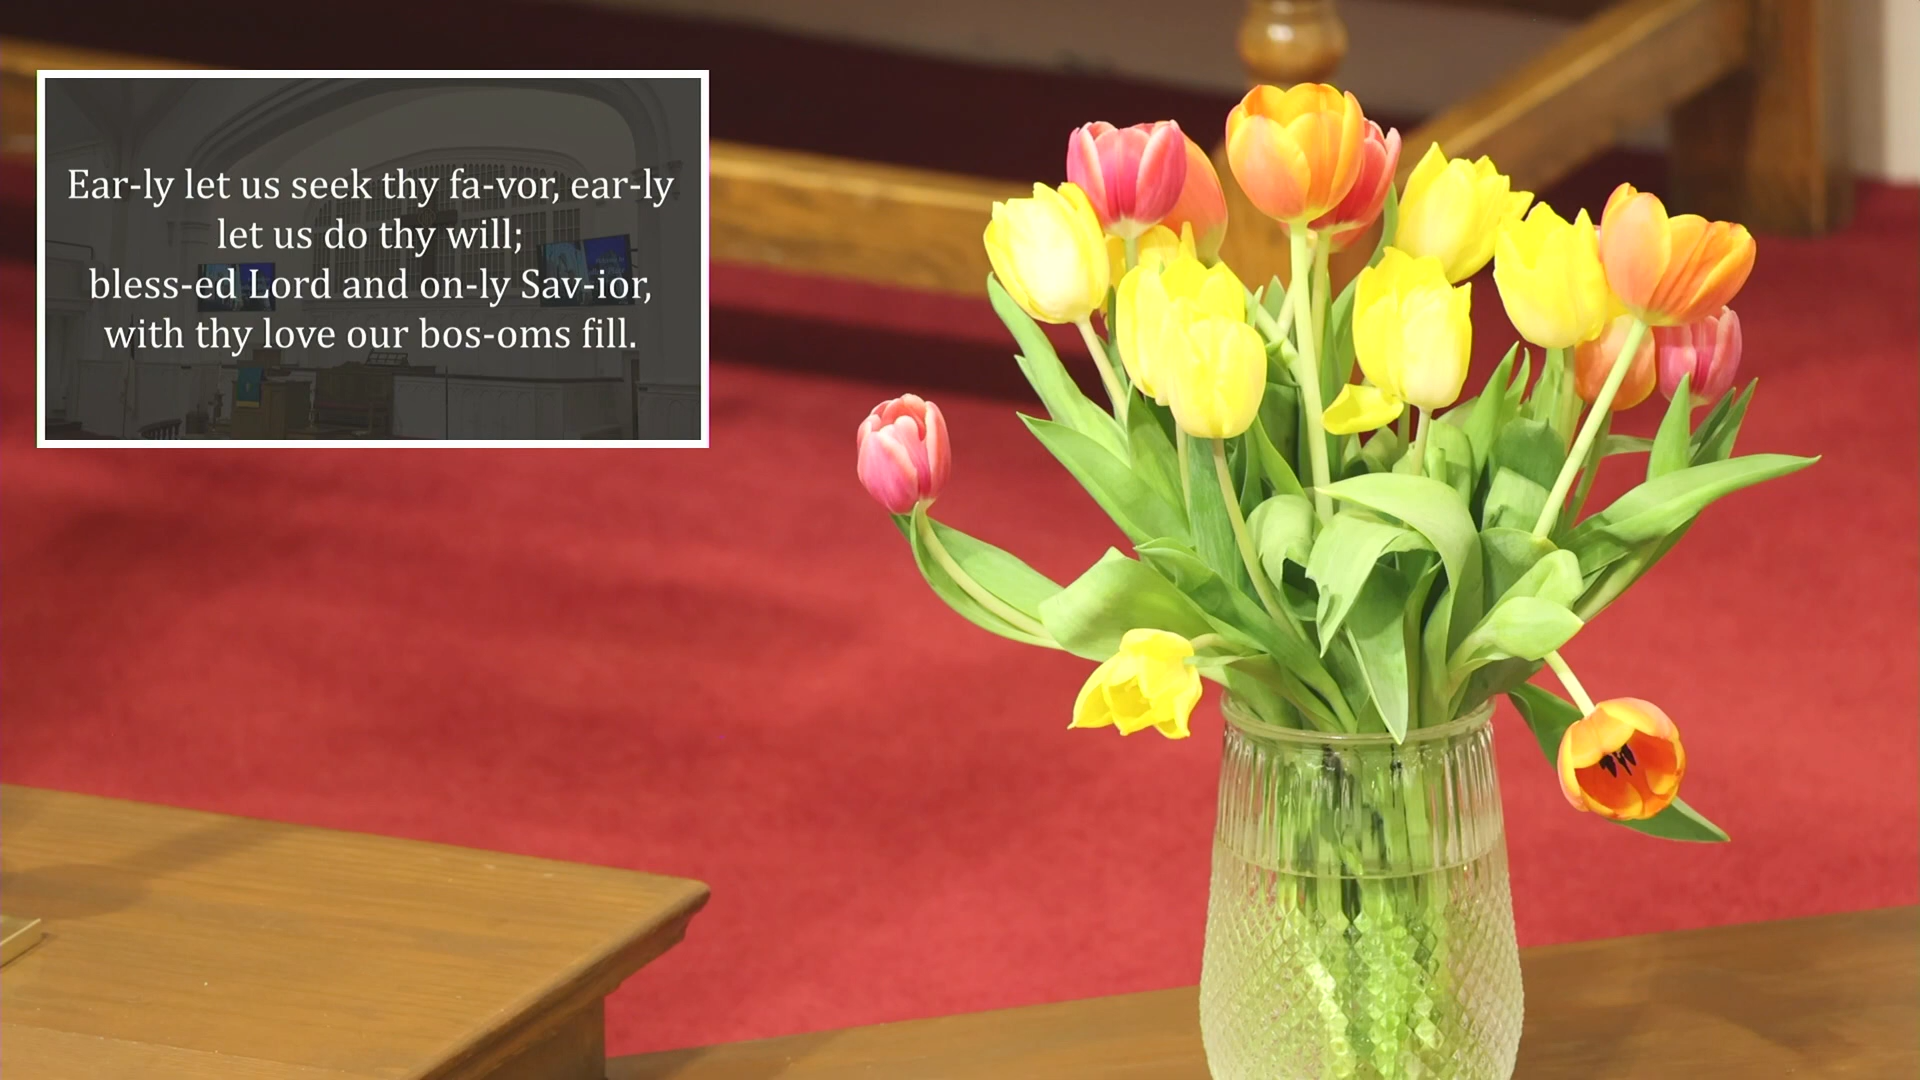 Ear-ly let us seek thy fa-vor, ear-ly
let us do thy will;
bless-ed Lord and on-ly Sav-ior,
with thy love our bos-oms fill.